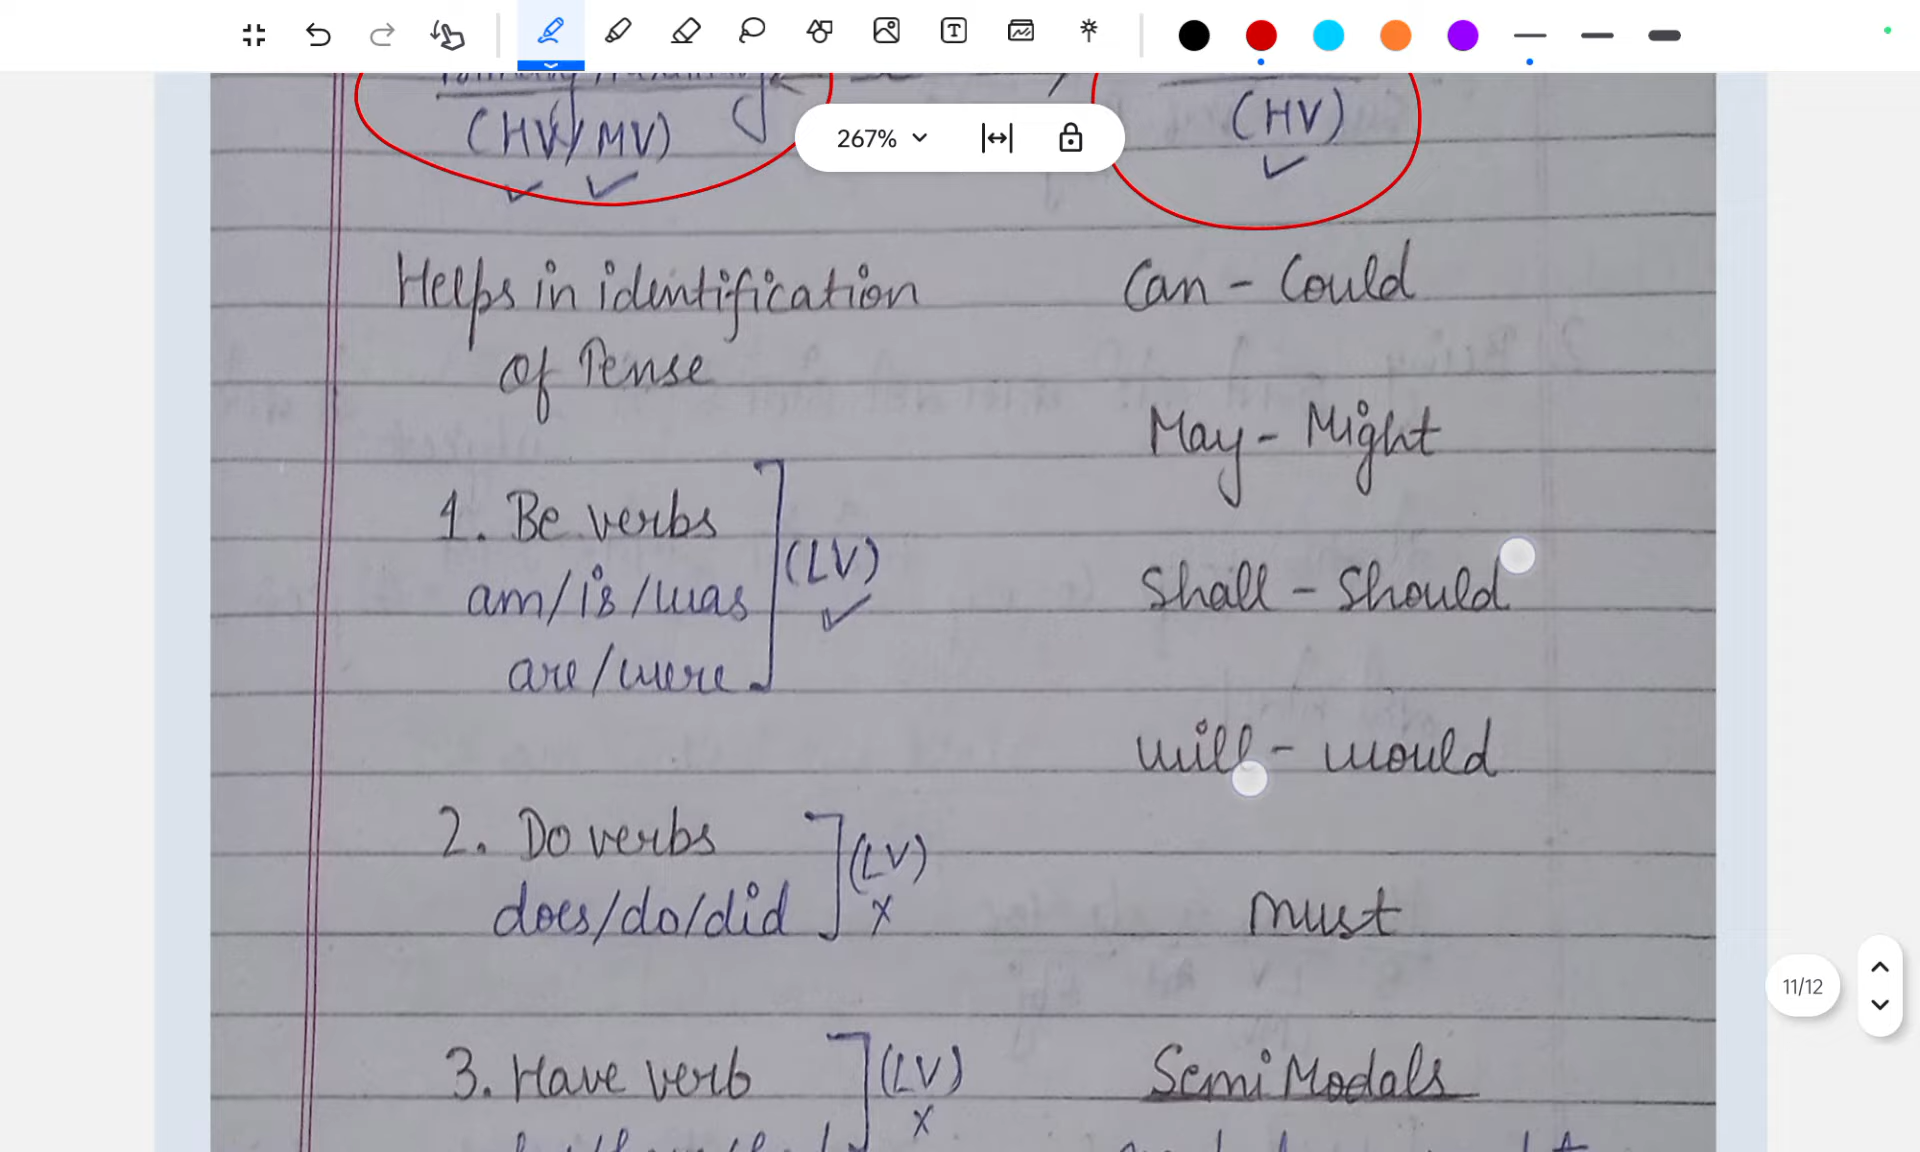 267%
(HV/MV)
Helps in identification
of Tense
1. Be verbs
am/is/was
are/were
(LV)
2. Do verbs
does/do/did
(LV)
x
3. Have verb
(LV)
x
(HV)
Can - Could
May - Might
Shall - Should
will - would
must
Semi Modals
11/12